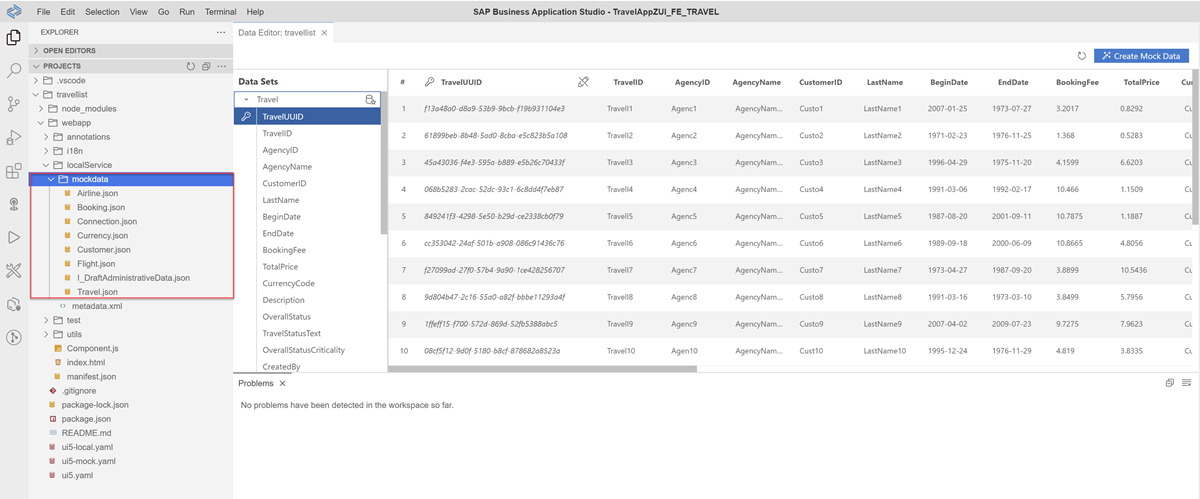 File Edit Selection View Go Run Terminal Help SAP Business Application Studio - TravelAppZUI_FE_TRAVEL
EXPLORER
OPEN EDITORS
PROJECTS
.vscode
travellist
node_modules
webapp
annotations
i18n
localService
mockdata
Airline.json
Booking.json
Connection.json
Currency.json
Customer.json
Flight.json
I_DraftAdministrativeData.json
Travel.json
metadata.xml
test
utils
Component.js
index.html
manifest.json
.gitignore
package-lock.json
package.json
README.md
ui5-local.yaml
ui5-mock.yaml
ui5.yaml
Data Editor: travellist
Create Mock Data
Data Sets
Travel
TravelUUID
TravelID
AgencyID
AgencyName
CustomerID
LastName
BeginDate
EndDate
BookingFee
TotalPrice
CurrencyCode
Description
OverallStatus
TravelStatusText
OverallStatusCriticality
CreatedBy
# TravelUUID TravelID AgencyID AgencyName CustomerID LastName BeginDate EndDate BookingFee TotalPrice Cu
1 f13a48a0-d8a9-53b9-9bcb-f19b931104e3 Travell1 Agenc1 AgencyNam... Custo1 LastName1 2007-01-25 1973-07-27 3.2017 0.8292 Cu
2 61899beb-8b48-5ad0-8cba-e5c823b5a108 Travell2 Agenc2 AgencyNam... Custo2 LastName2 1971-02-23 1976-11-25 1.368 0.5283 Cu
3 45a43036-f4e3-595a-b889-e5b26c70433f Travell3 Agenc3 AgencyNam... Custo3 LastName3 1996-04-29 1975-11-20 4.1599 6.6203 Cu
4 068b5283-2cac-52dc-93c1-6c8dd4f7eb87 Travell4 Agenc4 AgencyNam... Custo4 LastName4 1991-03-06 1992-02-17 10.466 1.1509 Cu
5 849241f3-4298-5e50-b29d-ce2338cb0f79 Travell5 Agenc5 AgencyNam... Custo5 LastName5 1987-08-20 2001-09-11 10.7875 1.1887 Cu
6 cc353042-24af-501b-a908-086c91436c76 Travell6 Agenc6 AgencyNam... Custo6 LastName6 1989-09-18 2000-06-09 10.8665 4.8056 Cu
7 f27099ad-27f0-57b4-9a90-1ce428256707 Travell7 Agenc7 AgencyNam... Custo7 LastName7 1973-04-27 1987-09-20 3.8899 10.5436 Cu
8 9d804b47-2c16-55a0-a82f-bbbe11293a4f Travell8 Agenc8 AgencyNam... Custo8 LastName8 1991-03-16 1973-03-10 3.8499 5.7956 Cu
9 1ffeff15-f700-572d-869d-52fb5388abc5 Travell9 Agenc9 AgencyNam... Custo9 LastName9 2007-04-02 2009-07-23 9.7275 7.9623 Cu
10 08cf5f12-9d0f-5180-b8cf-878682a8523a Travel10 Agen10 AgencyNam... Cust10 LastName10 1995-12-24 1976-11-29 4.819 3.8335 Cu
Problems
No problems have been detected in the workspace so far.